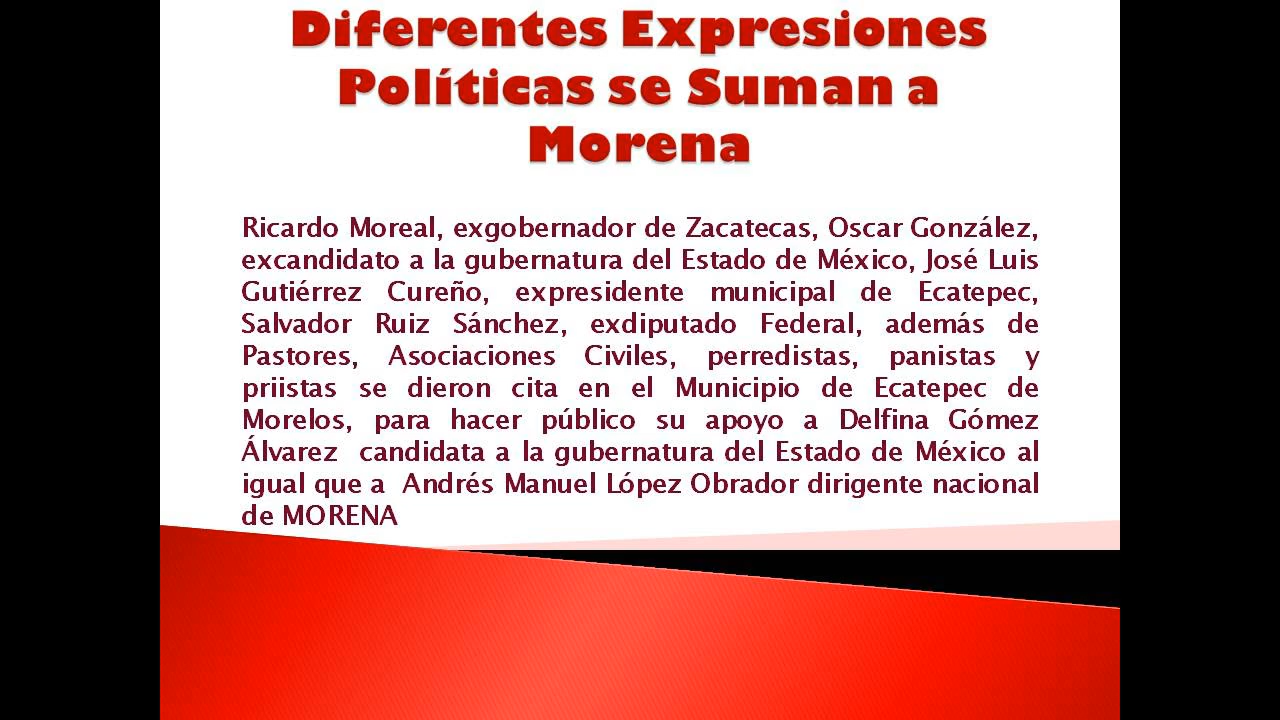 Diferentes Expresiones
Políticas se Suman a
Morena
Ricardo Moreal, exgobernador de Zacatecas, Oscar González,
excandidato a la gubernatura del Estado de México, José Luis
Gutiérrez Cureño, expresidente municipal de Ecatepec,
Salvador Ruiz Sánchez, exdiputado Federal, además de
Pastores, Asociaciones Civiles, perredistas, panistas y
priistas se dieron cita en el Municipio de Ecatepec de
Morelos, para hacer público su apoyo a Delfina Gómez
Álvarez candidata a la gubernatura del Estado de México al
igual que a Andrés Manuel López Obrador dirigente nacional
de MORENA